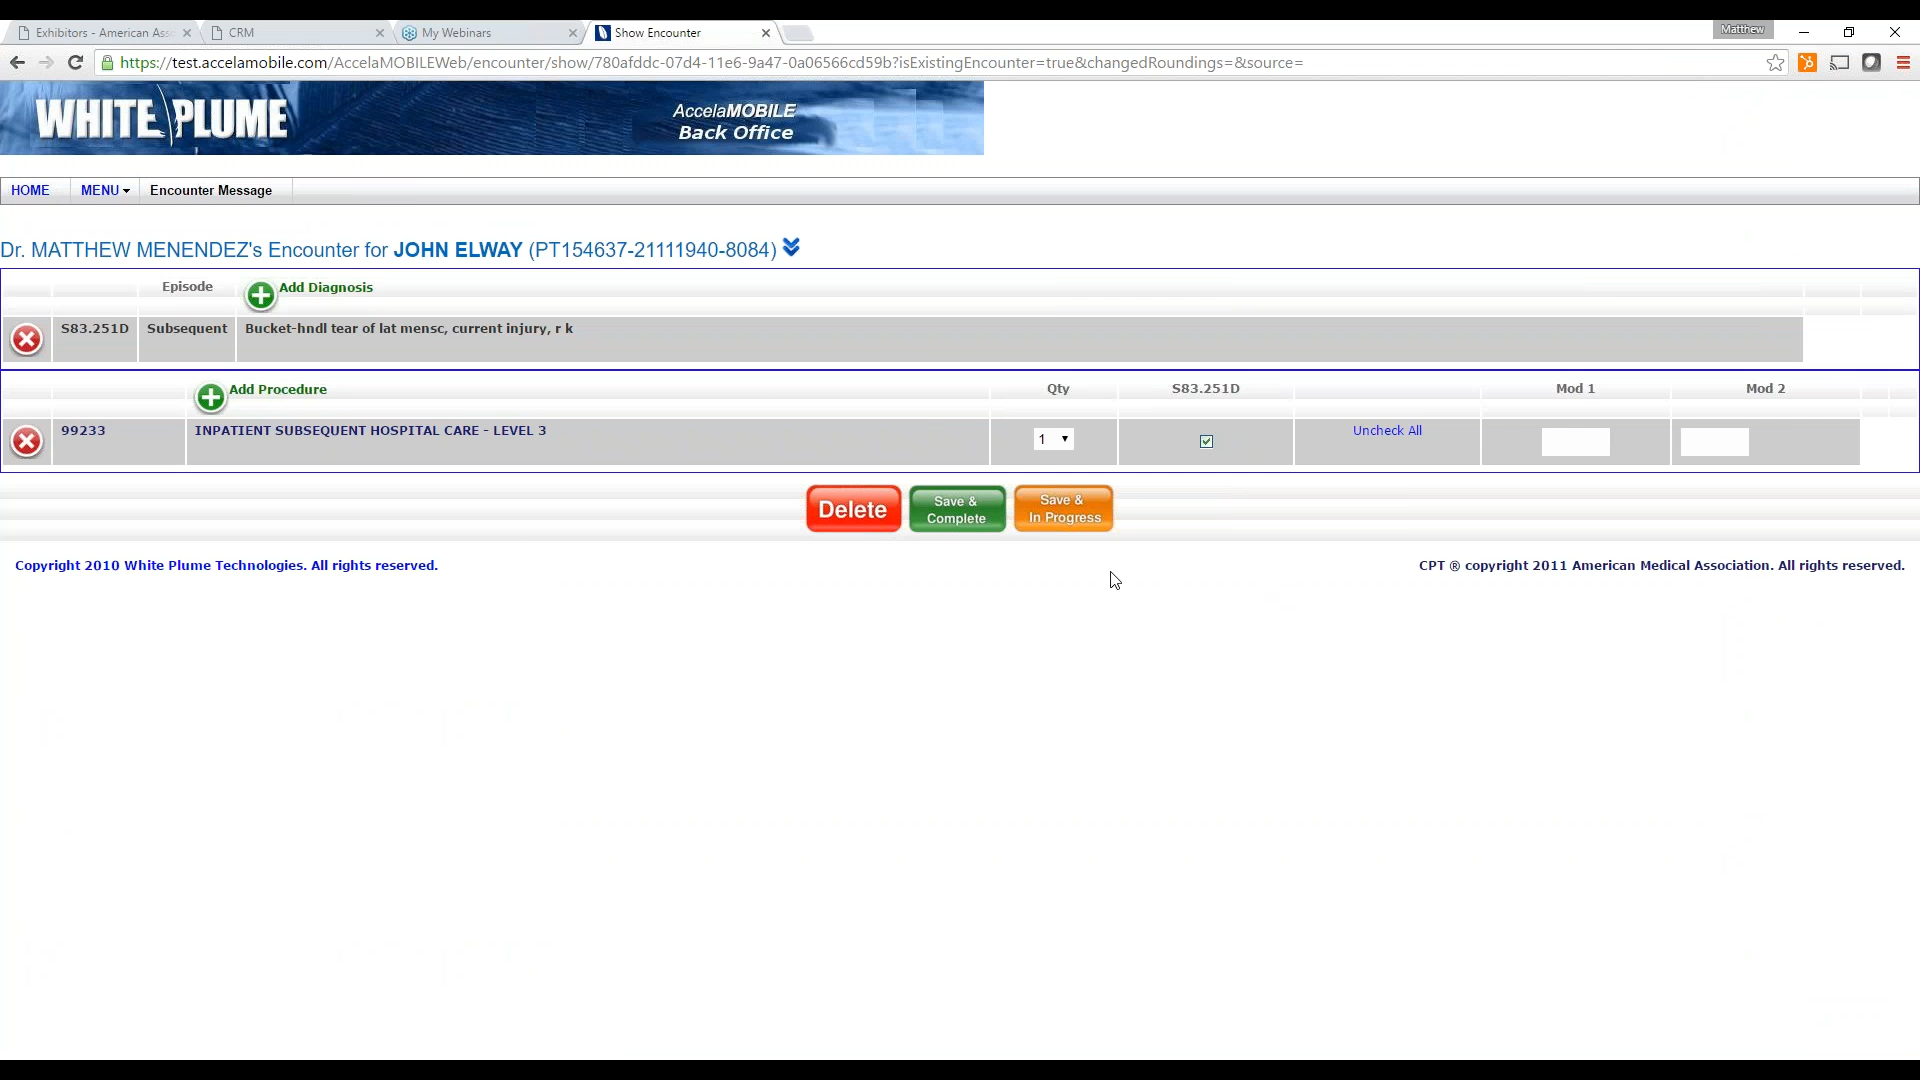 Exhibitors - American Ass
CRM
My Webinars
Show Encounter
Matthew
https://test.accelamobile.com/AccelaMOBILEWeb/encounter/show/780afddc-07d4-11e6-9a47-0a06566cd59b?isExistingEncounter=true&changedRoundings=&source=
WHITE PLUME
AccelaMOBILE
Back Office
HOME MENU Encounter Message
Dr. MATTHEW MENENDEZ's Encounter for JOHN ELWAY (PT154637-21111940-8084)
Episode Add Diagnosis
S83.251D Subsequent Bucket-hndl tear of lat mensc, current injury, r k
Add Procedure Qty S83.251D Mod 1 Mod 2
99233 INPATIENT SUBSEQUENT HOSPITAL CARE - LEVEL 3 1 Uncheck All
Delete
Save &
Complete
Save &
In Progress
Copyright 2010 White Plume Technologies. All rights reserved.
CPT ® copyright 2011 American Medical Association. All rights reserved.